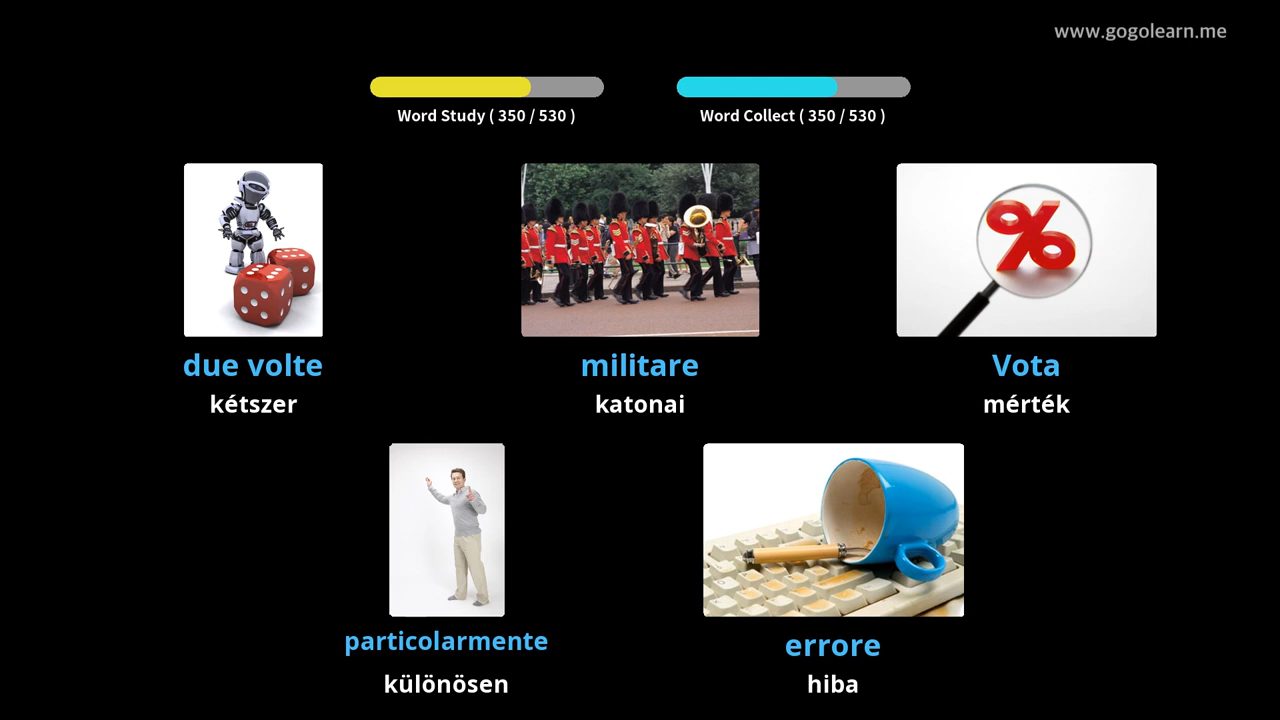 www.gogolearn.me
Word Study ( 350 / 530 )
Word Collect ( 350 / 530 )
due volte
kétszer
militare
katonai
Vota
mérték
particolarmente
különösen
errore
hiba